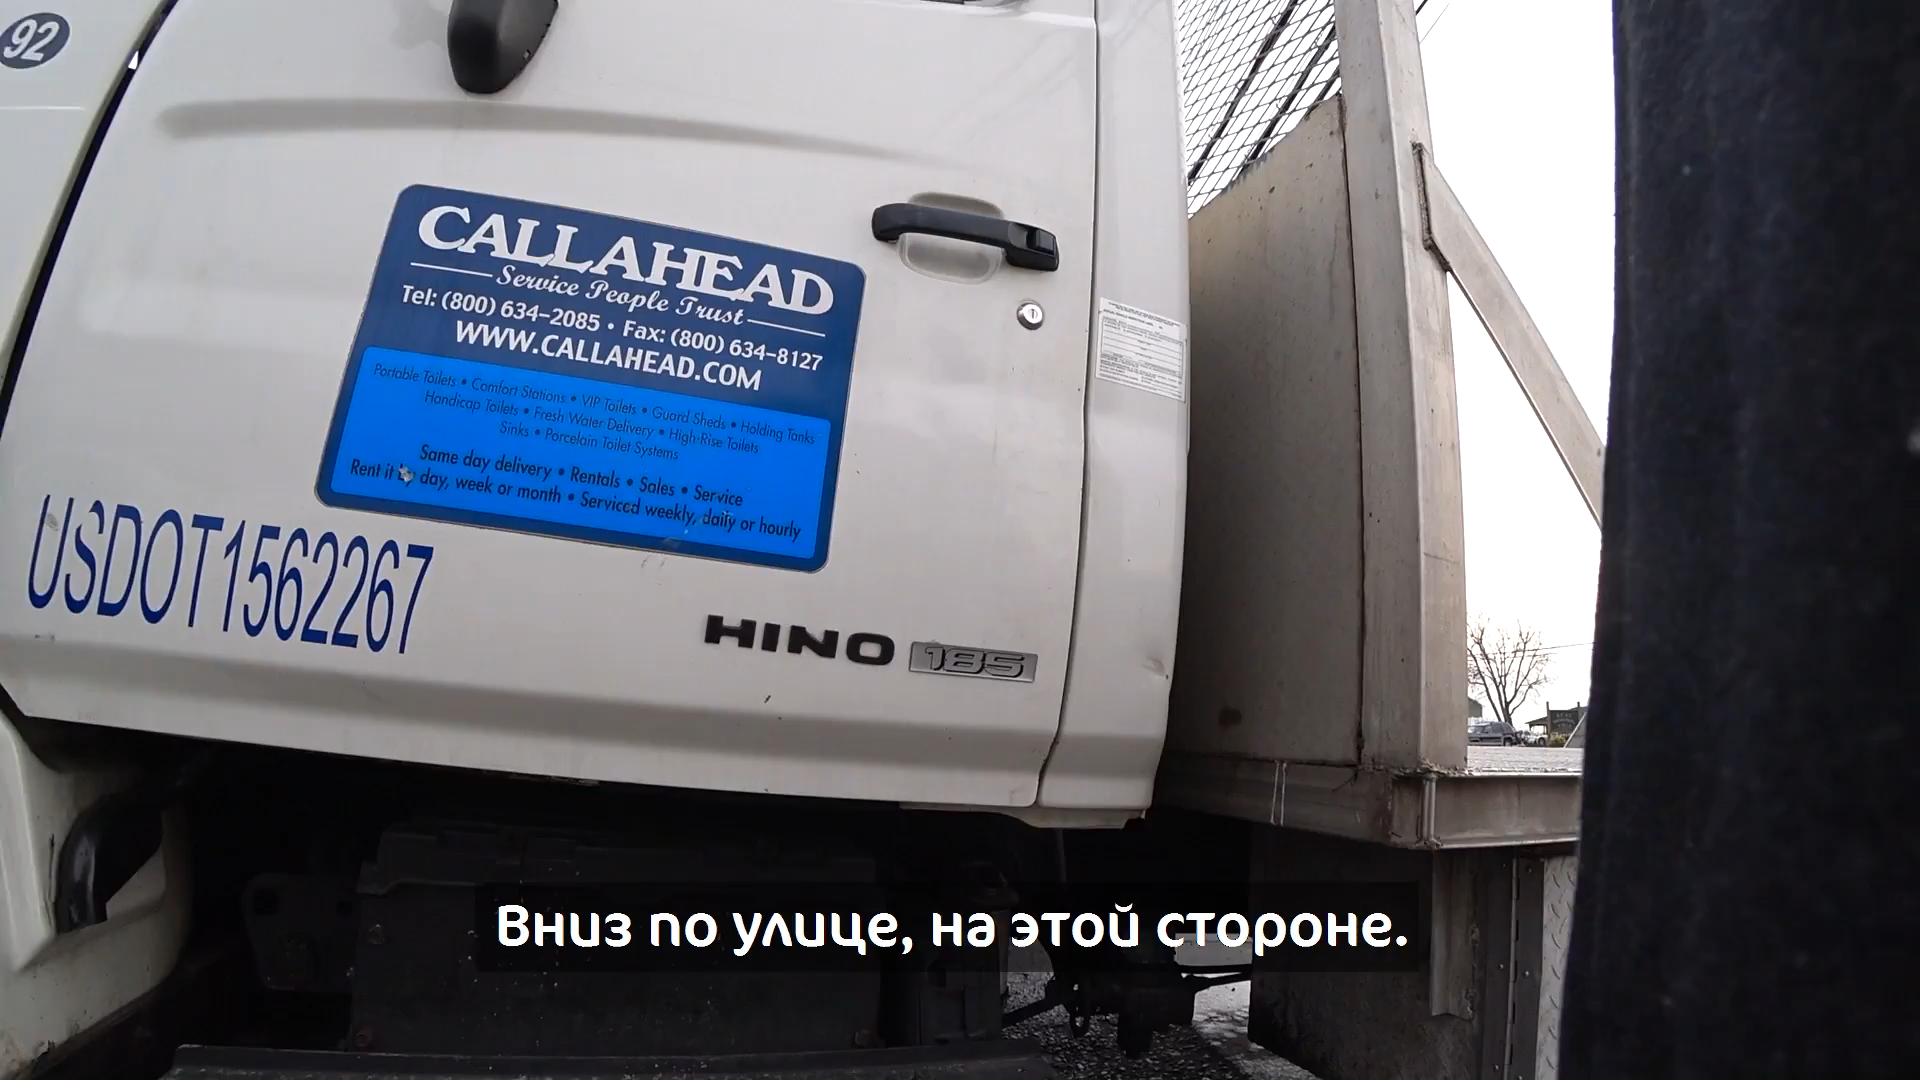 92
CALLAHEAD
Service People Trust
Tel: (800) 634-2085 • Fax: (800) 634-8127
WWW.CALLAHEAD.COM
Portable Toilets • Comfort Stations • VIP Toilets • Guard Sheds • Holding Tanks
Handicap Toilets • Fresh Water Delivery • High-Rise Toilets
Sinks • Porcelain Toilet Systems
Same day delivery • Rentals • Sales • Service
Rent it by day, week or month • Serviced weekly, daily or hourly
USDOT1562267
HINO 185
Вниз по улице, на этой стороне.